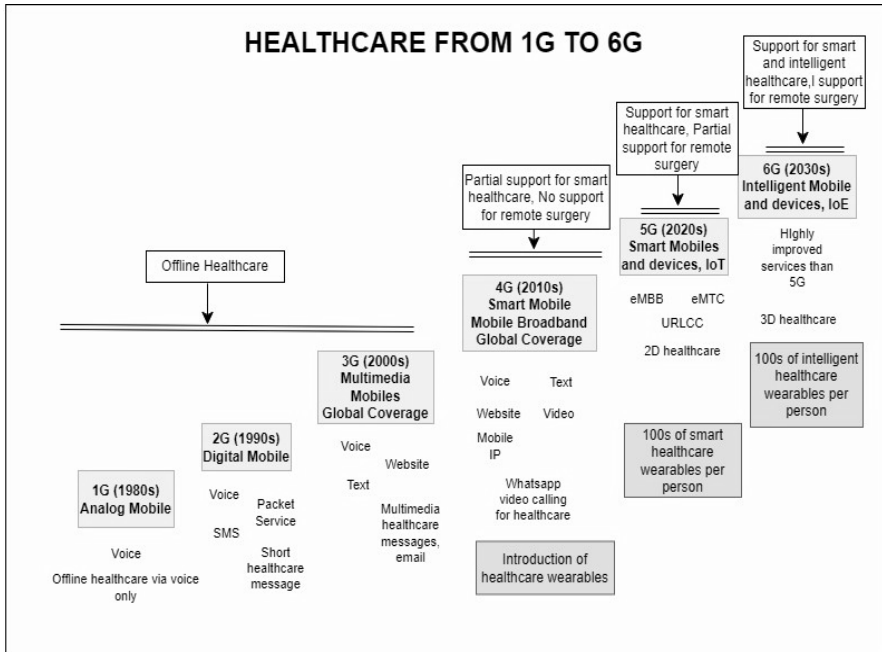 HEALTHCARE FROM 1G TO 6G
Offline Healthcare
1G (1980s)
Analog Mobile
Voice
Offline healthcare via voice
only
2G (1990s)
Digital Mobile
Voice
Packet
Service
SMS
Short
healthcare
message
3G (2000s)
Multimedia
Mobiles
Global Coverage
Voice
Website
Text
Multimedia
healthcare
messages,
email
Partial support for smart
healthcare, No support
for remote surgery
4G (2010s)
Smart Mobile
Mobile Broadband
Global Coverage
Voice
Text
Website
Video
Mobile
IP
Whatsapp
video calling
for healthcare
Introduction of
healthcare wearables
Support for smart
healthcare, Partial
support for remote
surgery
5G (2020s)
Smart Mobiles
and devices, IoT
eMBB
eMTC
URLCC
2D healthcare
100s of smart
healthcare
wearables per
person
Support for smart
and intelligent
healthcare,I support
for remote surgery
6G (2030s)
Intelligent Mobile
and devices, IoE
HIghly
improved
services than
5G
3D healthcare
100s of intelligent
healthcare
wearables per
person